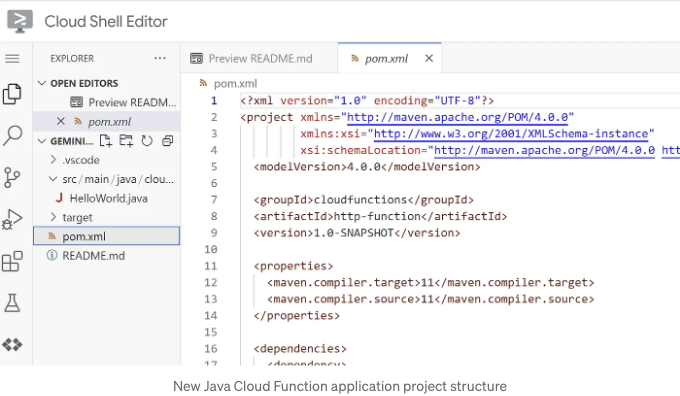 Cloud Shell Editor
EXPLORER ...
OPEN EDITORS
Preview READM...
pom.xml
GEMINI...
.vscode
src/main/java/clou...
J HelloWorld.java
target
pom.xml
README.md
Preview README.md
pom.xml
pom.xml
1 <?xml version="1.0" encoding="UTF-8"?>
2 <project xmlns="http://maven.apache.org/POM/4.0.0"
3 xmlns:xsi="http://www.w3.org/2001/XMLSchema-instance"
4 xsi:schemaLocation="http://maven.apache.org/POM/4.0.0 htt
5 <modelVersion>4.0.0</modelVersion>
6
7 <groupId>cloudfunctions</groupId>
8 <artifactId>http-function</artifactId>
9 <version>1.0-SNAPSHOT</version>
10
11 <properties>
12 <maven.compiler.target>11</maven.compiler.target>
13 <maven.compiler.source>11</maven.compiler.source>
14 </properties>
15
16 <dependencies>
17 <dependency>
New Java Cloud Function application project structure